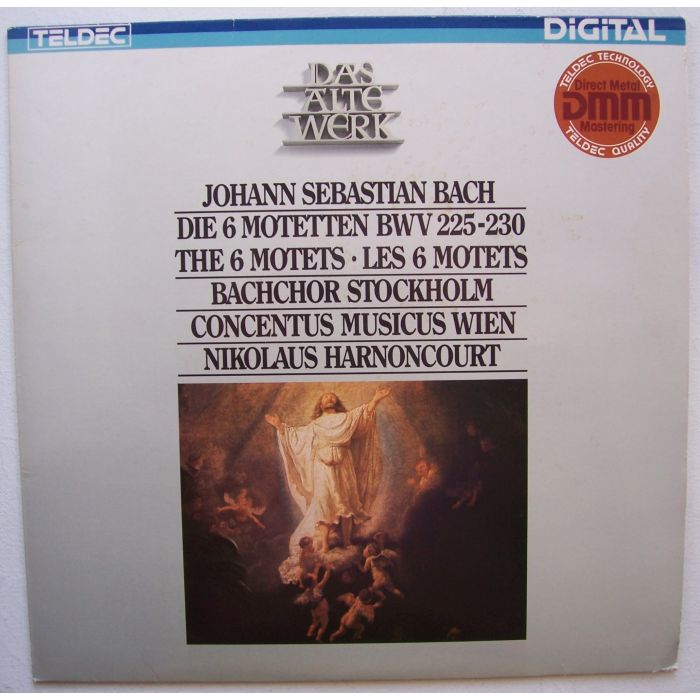 TELDEC
DIGITAL
DAS
ALTE
WERK
TELDEC TECHNOLOGY
Direct Metal
DMM
Mastering
TELDEC QUALITY
JOHANN SEBASTIAN BACH
DIE 6 MOTETTEN BWV 225-230
THE 6 MOTETS · LES 6 MOTETS
BACHCHOR STOCKHOLM
CONCENTUS MUSICUS WIEN
NIKOLAUS HARNONCOURT